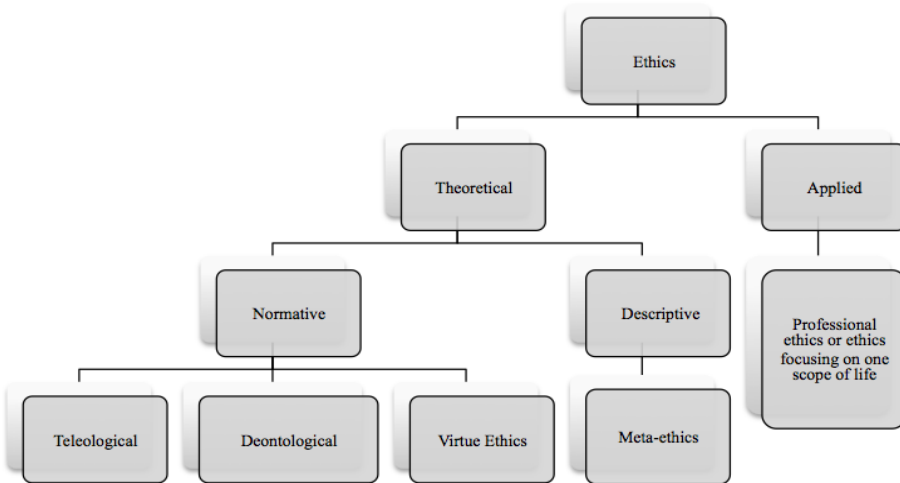 Ethics
Theoretical
Applied
Normative
Descriptive
Professional
ethics or ethics
focusing on one
scope of life
Teleological
Deontological
Virtue Ethics
Meta-ethics